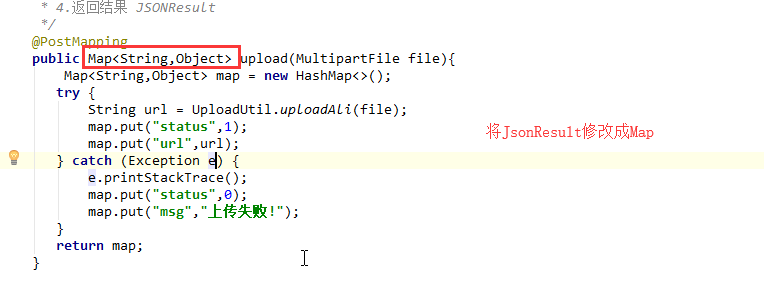 * 4.返回结果 JSONResult
*/
@PostMapping
public Map<String,Object> upload(MultipartFile file){
Map<String,Object> map = new HashMap<>();
try {
String url = UploadUtil.uploadAli(file);
map.put("status",1);
map.put("url",url);
将JsonResult修改成Map
} catch (Exception e) {
e.printStackTrace();
map.put("status",0);
map.put("msg","上传失败!");
}
return map;
}